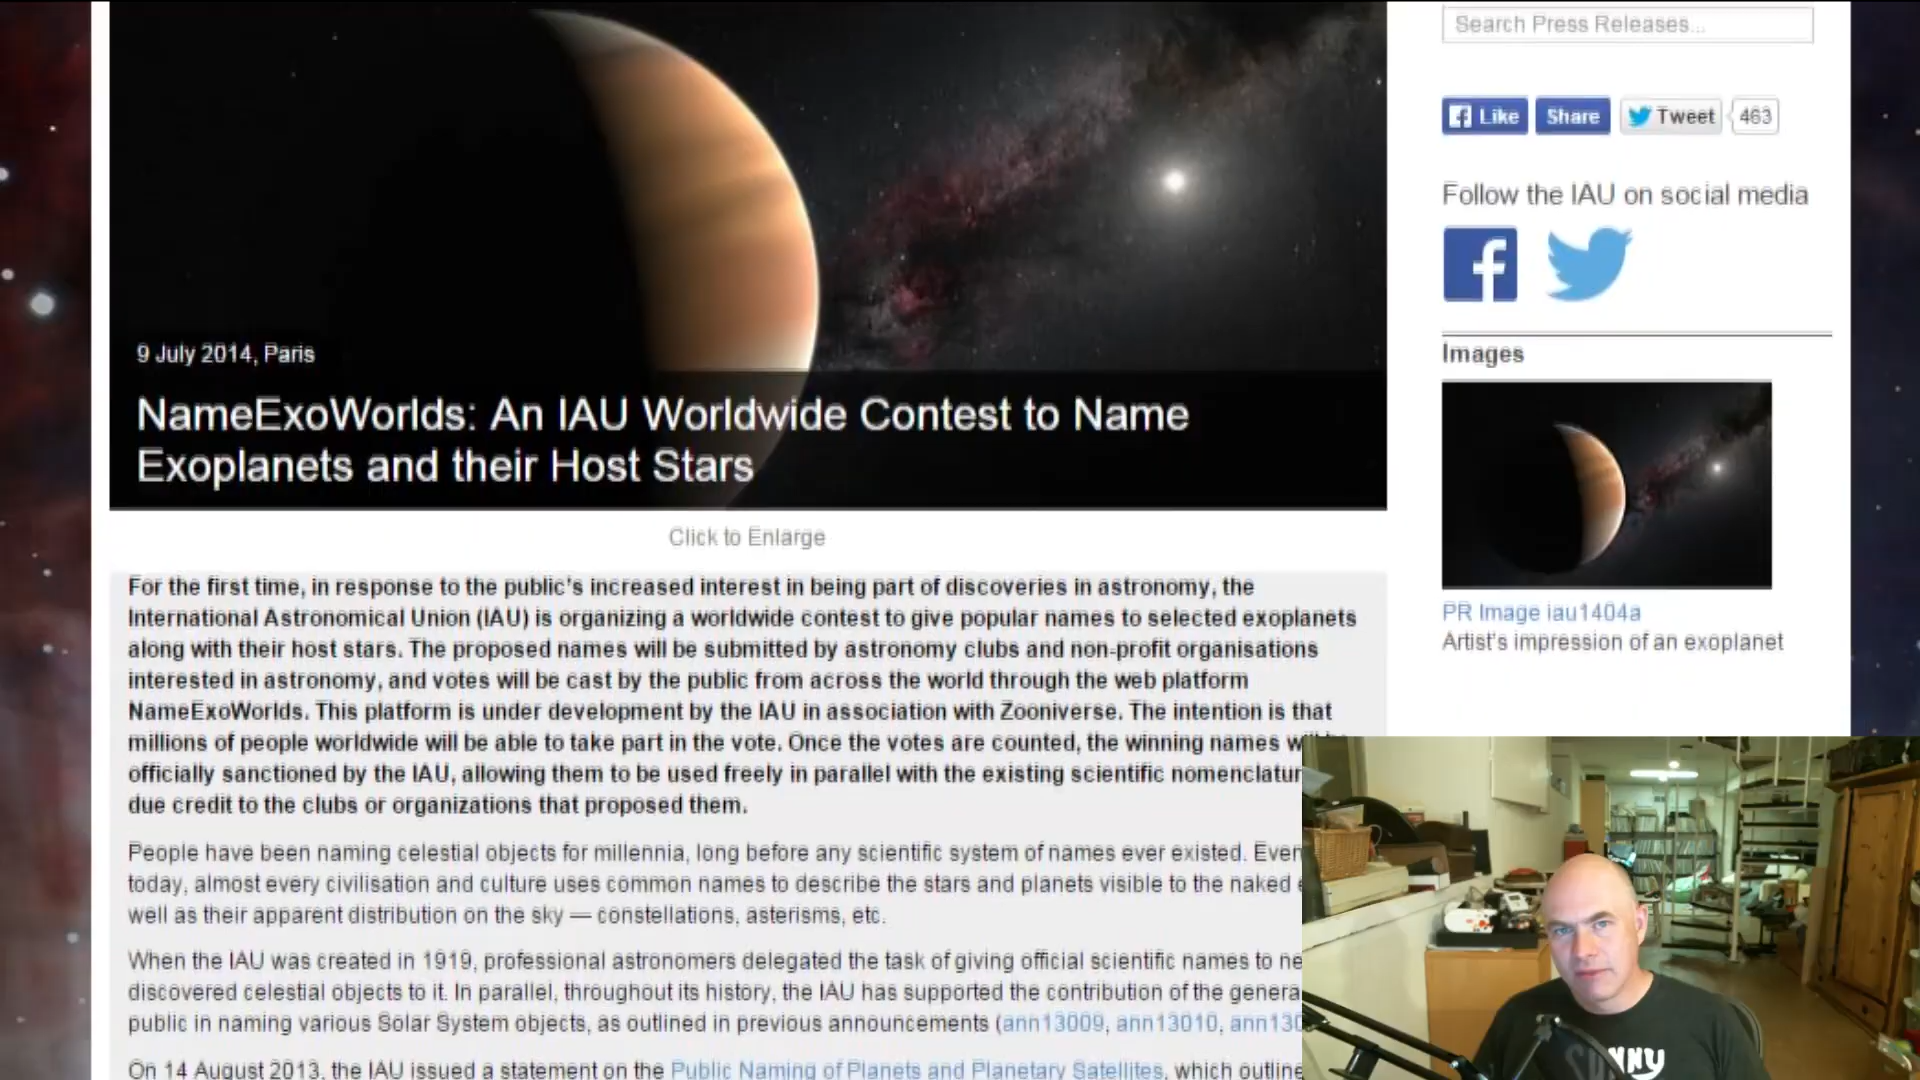 Search Press Releases...
Like Share Tweet 463
Follow the IAU on social media
Images
PR Image iau1404a
Artist's impression of an exoplanet
9 July 2014, Paris
NameExoWorlds: An IAU Worldwide Contest to Name
Exoplanets and their Host Stars
Click to Enlarge
For the first time, in response to the public's increased interest in being part of discoveries in astronomy, the
International Astronomical Union (IAU) is organizing a worldwide contest to give popular names to selected exoplanets
along with their host stars. The proposed names will be submitted by astronomy clubs and non-profit organisations
interested in astronomy, and votes will be cast by the public from across the world through the web platform
NameExoWorlds. This platform is under development by the IAU in association with Zooniverse. The intention is that
millions of people worldwide will be able to take part in the vote. Once the votes are counted, the winning names
officially sanctioned by the IAU, allowing them to be used freely in parallel with the existing scientific
due credit to the clubs or organizations that proposed them.
People have been naming celestial objects for millennia, long before any scientific system of names ever existed. Even
today, almost every civilisation and culture uses common names to describe the stars and planets visible to the naked
well as their apparent distribution on the sky — constellations, asterisms, etc.
When the IAU was created in 1919, professional astronomers delegated the task of giving official scientific names to
discovered celestial objects to it. In parallel, throughout its history, the IAU has supported the contribution of the
public in naming various Solar System objects, as outlined in previous announcements (ann13009, ann13010,
On 14 August 2013, the IAU issued a statement on the Public Naming of Planets and Planetary Satellites, which